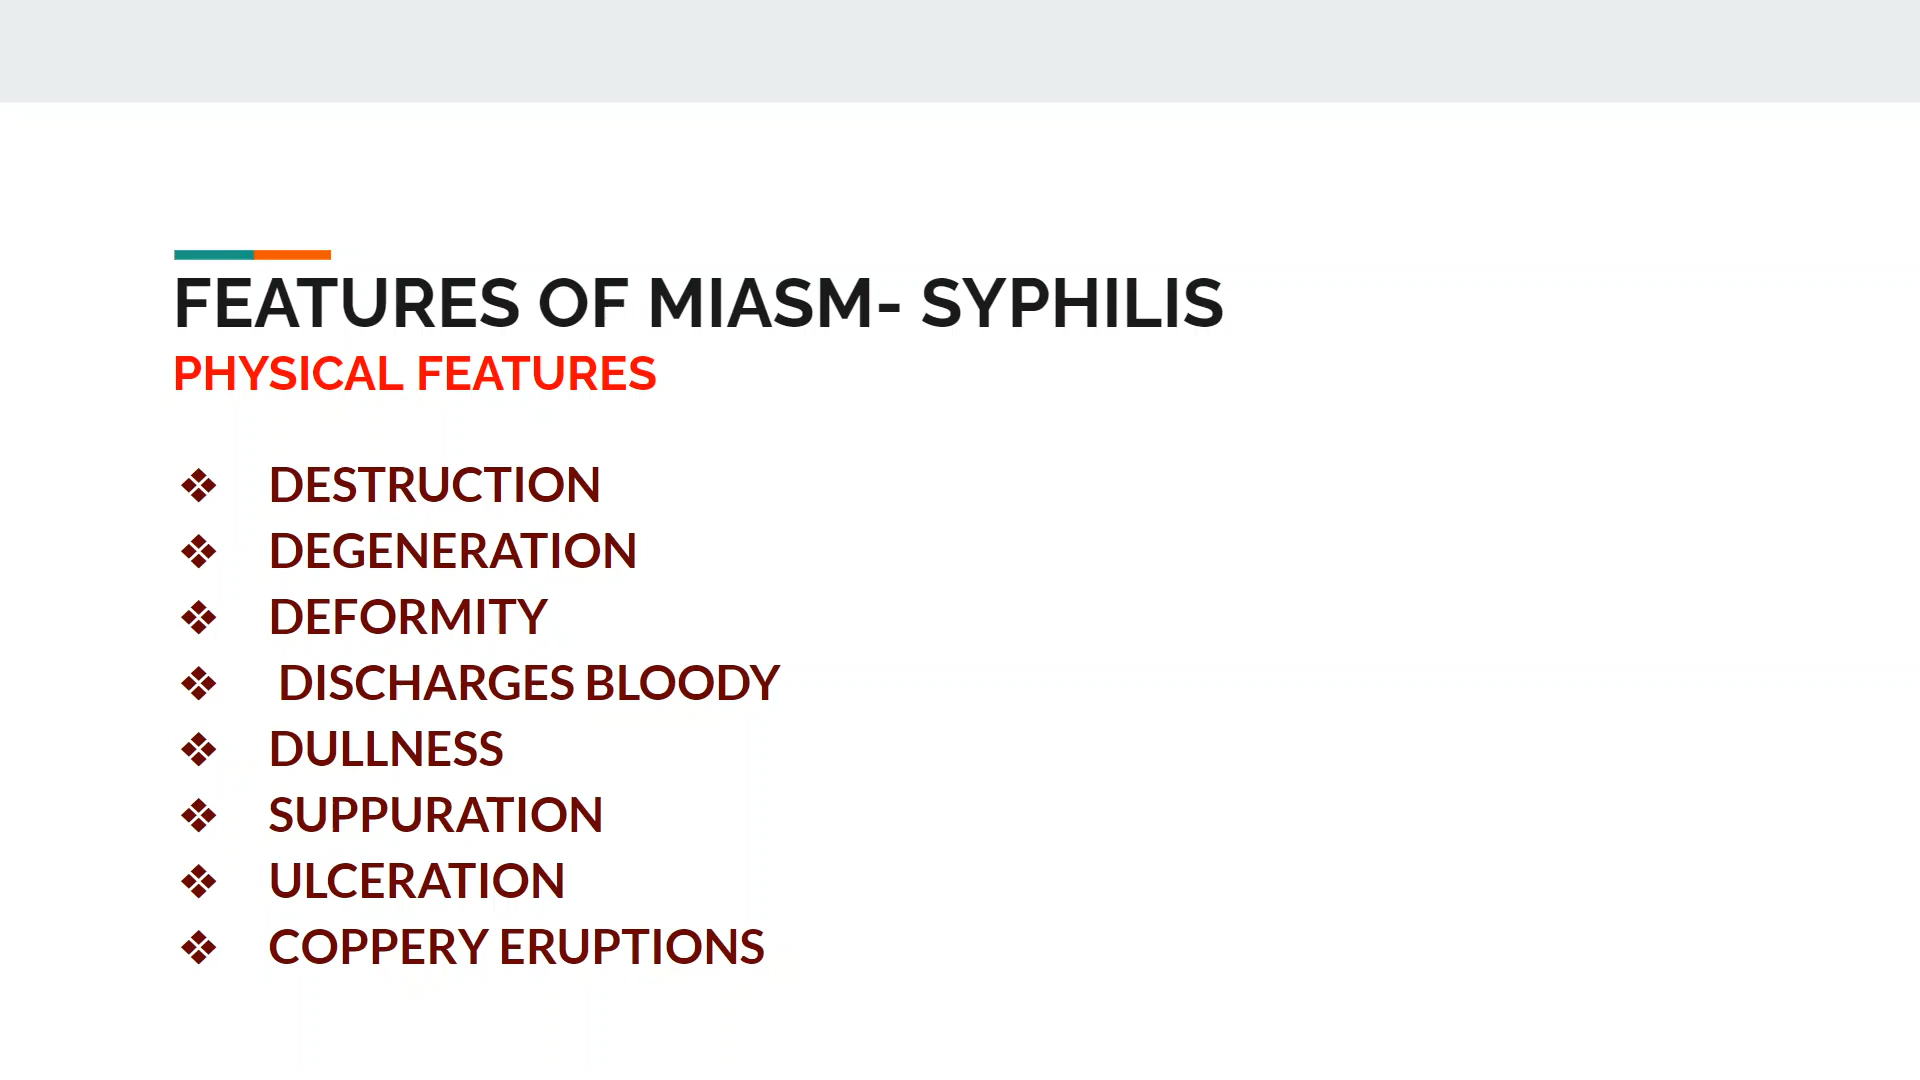 FEATURES OF MIASM- SYPHILIS
PHYSICAL FEATURES
❖ DESTRUCTION
❖ DEGENERATION
❖ DEFORMITY
❖ DISCHARGES BLOODY
❖ DULLNESS
❖ SUPPURATION
❖ ULCERATION
❖ COPPERY ERUPTIONS